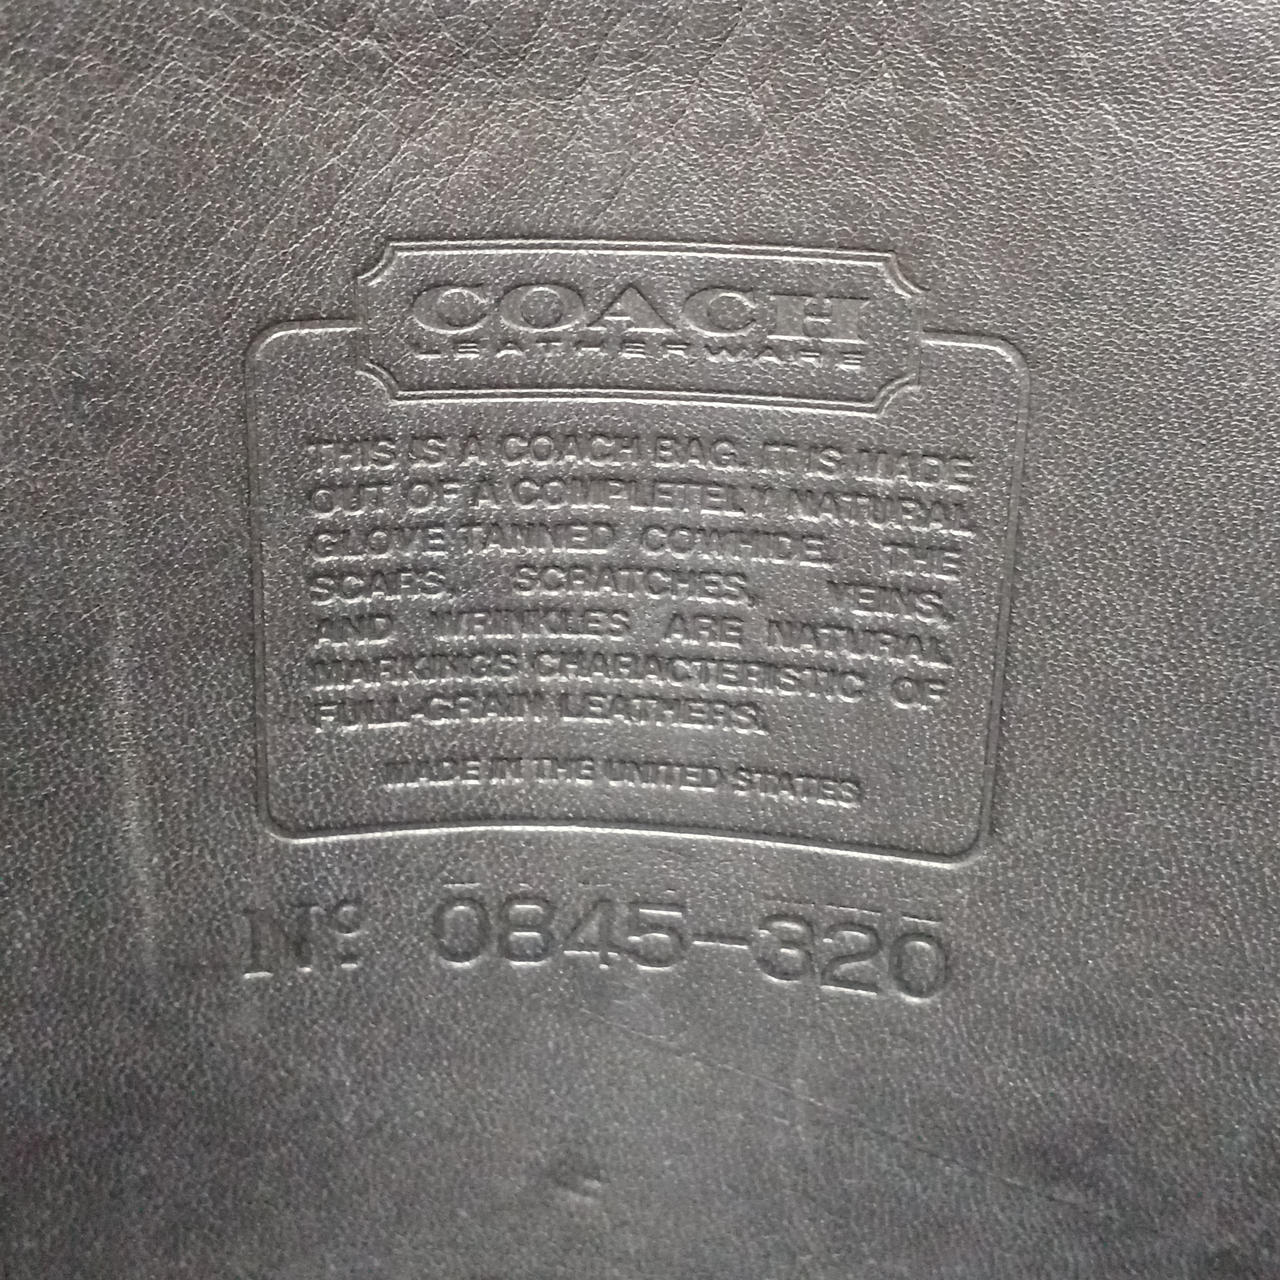 COACH
LEATHERWARE
THIS IS A COACH BAG. IT IS MADE
OUT OF A COMPLETELY NATURAL
GLOVE TANNED COWHIDE. THE
SCARS, SCRATCHES, VEINS,
AND WRINKLES ARE NATURAL
MARKINGS CHARACTERISTIC OF
FULL-GRAIN LEATHERS.
MADE IN THE UNITED STATES
Nº 0845-320